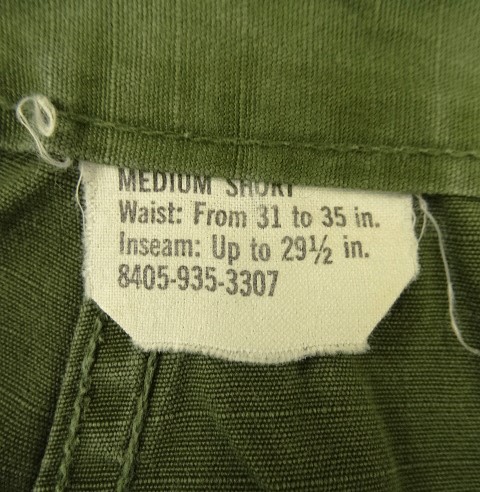 MEDIUM SHORT
Waist: From 31 to 35 in.
Inseam: Up to 29½ in.
8405-935-3307